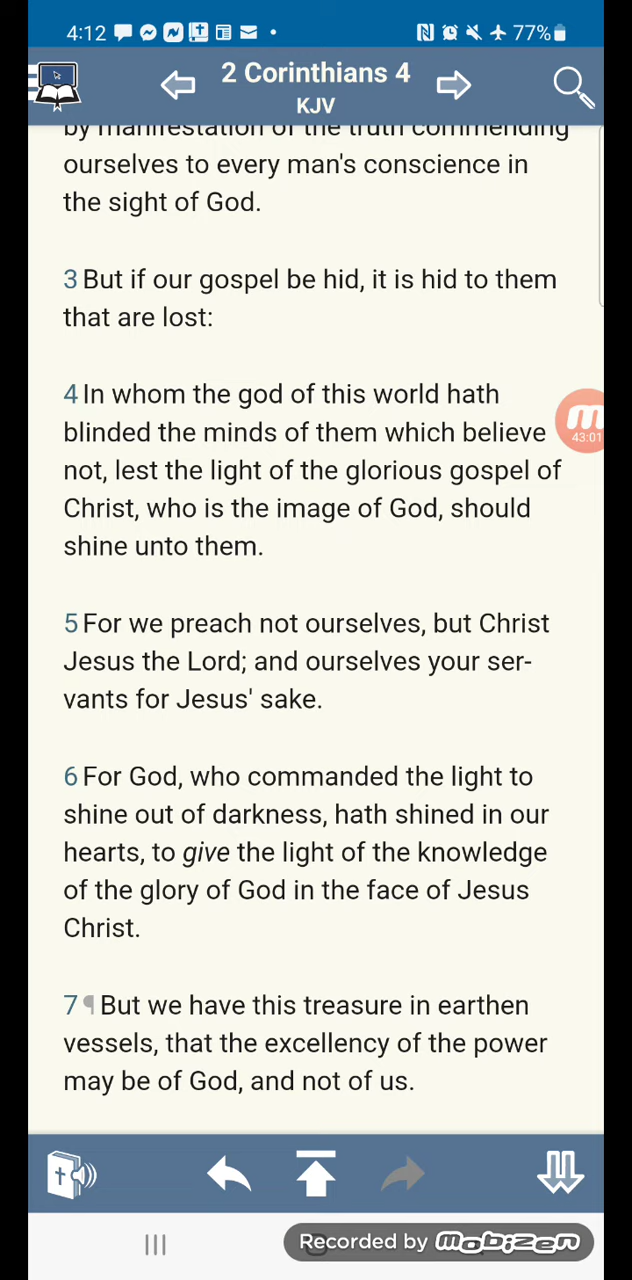 4:12 77%
2 Corinthians 4
KJV
by manifestation of the truth commending
ourselves to every man's conscience in
the sight of God.
3 But if our gospel be hid, it is hid to them
that are lost:
4 In whom the god of this world hath
blinded the minds of them which believe
not, lest the light of the glorious gospel of
Christ, who is the image of God, should
shine unto them.
m
43:01
5 For we preach not ourselves, but Christ
Jesus the Lord; and ourselves your ser-
vants for Jesus' sake.
6 For God, who commanded the light to
shine out of darkness, hath shined in our
hearts, to give the light of the knowledge
of the glory of God in the face of Jesus
Christ.
7 ¶ But we have this treasure in earthen
vessels, that the excellency of the power
may be of God, and not of us.
Recorded by mobizen